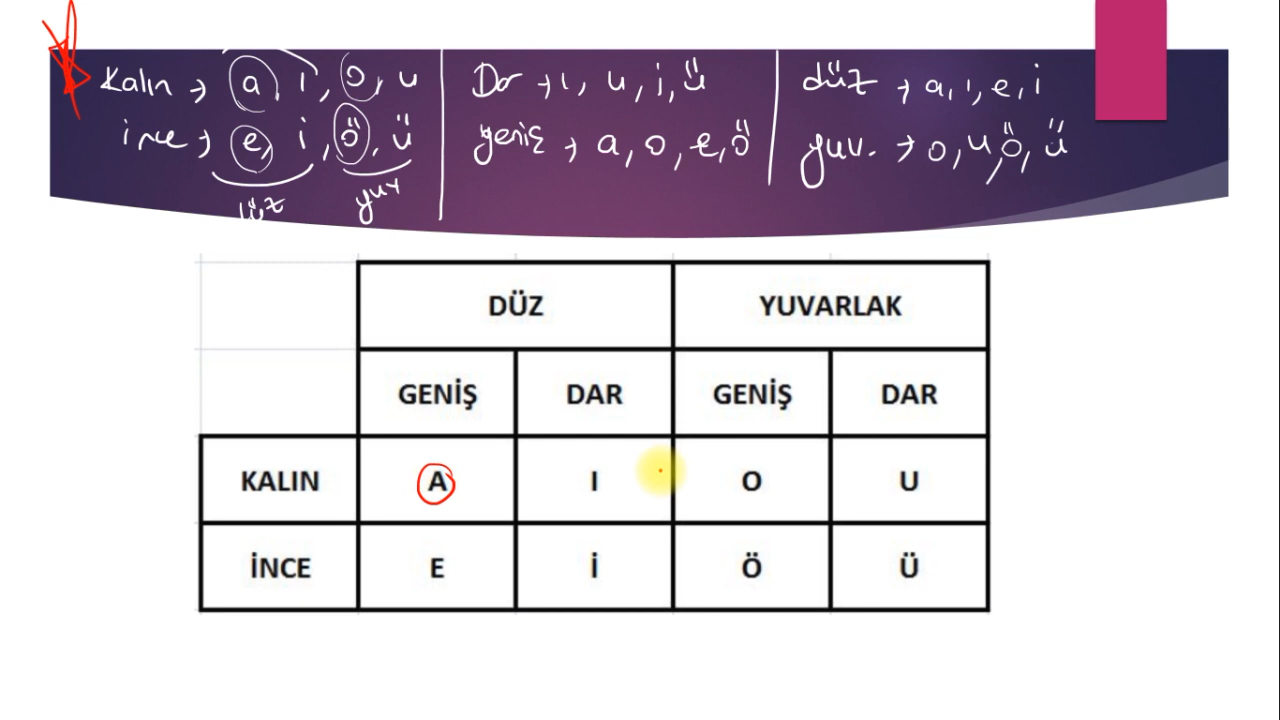 Kalın → a, ı, o, u
ince → e, i, ö, ü
düz yuv
Dar → ı, u, i, ü
geniş → a, o, e, ö
düz → a, ı, e, i
yuv. → o, u, ö, ü
DÜZ YUVARLAK
GENİŞ DAR GENİŞ DAR
KALIN A I O U
İNCE E İ Ö Ü